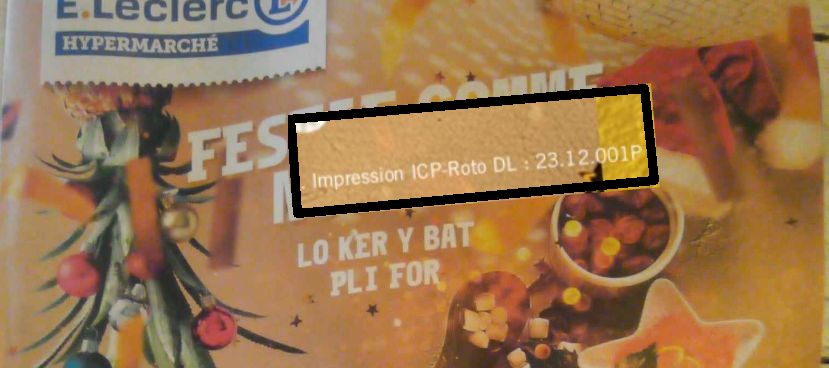 E.Leclerc
HYPERMARCHÉ
Impression ICP-Roto DL : 23.12.001P
LO KER Y BAT
PLI FOR